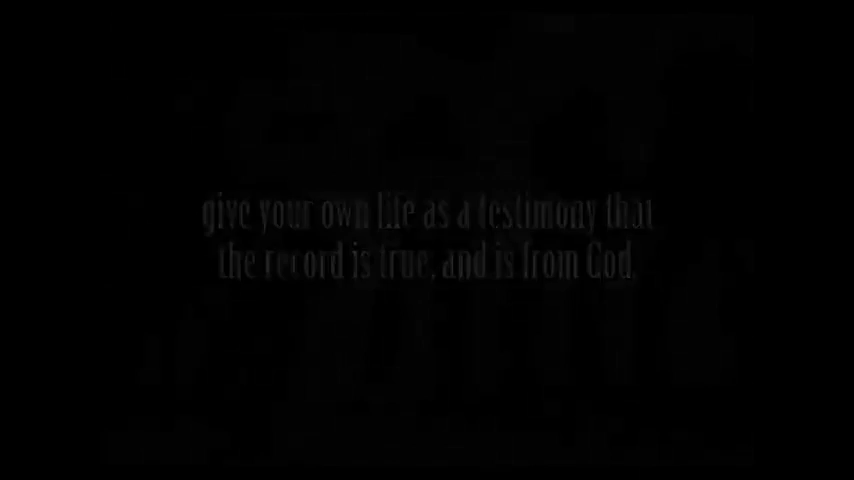 give your own life as a testimony that
the record is true, and is from God.